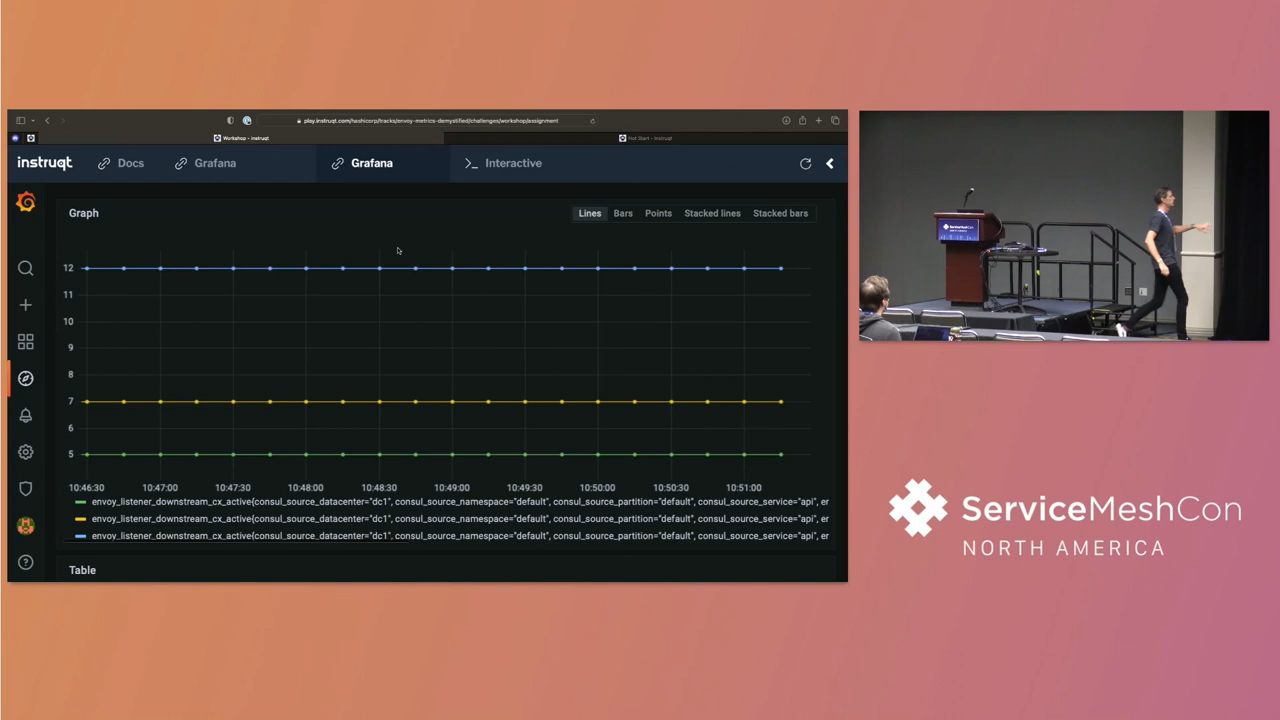 play.instruqt.com/hashicorp/tracks/envoy-metrics-demystified/challenges/workshop/assignment
Workshop - Instruqt
Hot Start - Instruqt
instruqt
Docs
Grafana
Grafana
Interactive
Graph
Lines
Bars
Points
Stacked lines
Stacked bars
12
11
10
9
8
7
6
5
10:46:30
10:47:00
10:47:30
10:48:00
10:48:30
10:49:00
10:49:30
10:50:00
10:50:30
10:51:00
envoy_listener_downstream_cx_active{consul_source_datacenter="dc1", consul_source_namespace="default", consul_source_partition="default", consul_source_service="api", er
envoy_listener_downstream_cx_active{consul_source_datacenter="dc1", consul_source_namespace="default", consul_source_partition="default", consul_source_service="api", er
envoy_listener_downstream_cx_active{consul_source_datacenter="dc1", consul_source_namespace="default", consul_source_partition="default", consul_source_service="api", er
Table
ServiceMeshCon
ServiceMeshCon
NORTH AMERICA